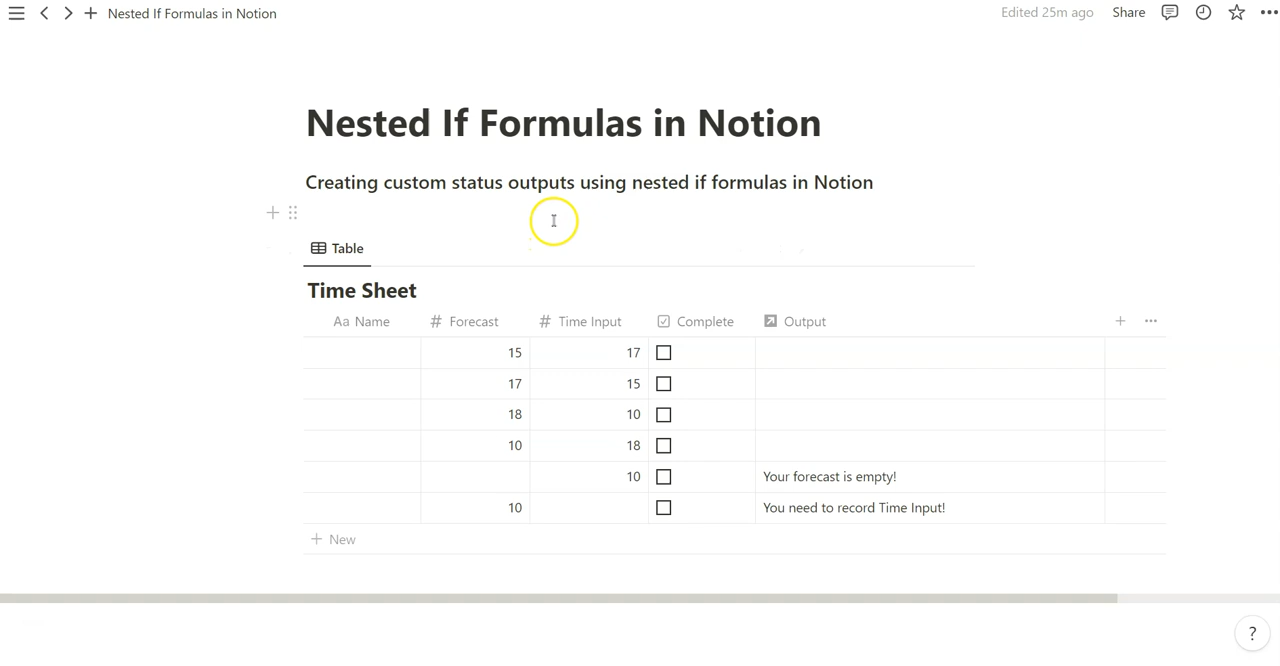 Nested If Formulas in Notion Edited 25m ago Share
Nested If Formulas in Notion
Creating custom status outputs using nested if formulas in Notion
Table
Time Sheet
Aa Name # Forecast # Time Input Complete Output
15 17
17 15
18 10
10 18
10 Your forecast is empty!
10 You need to record Time Input!
+ New
?